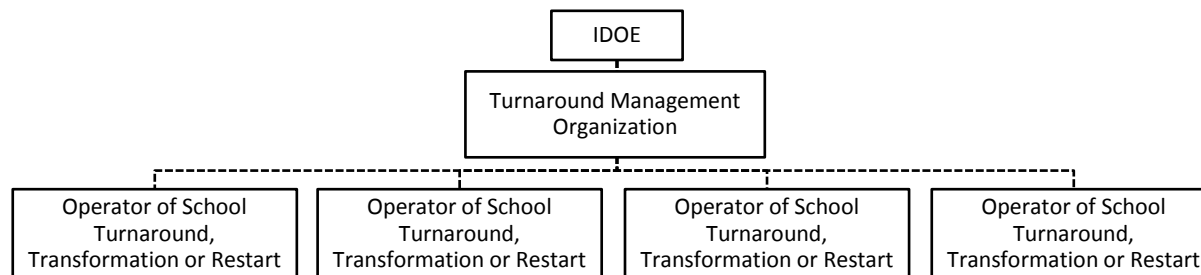 IDOE
Turnaround Management
Organization
Operator of School
Turnaround,
Transformation or Restart
Operator of School
Turnaround,
Transformation or Restart
Operator of School
Turnaround,
Transformation or Restart
Operator of School
Turnaround,
Transformation or Restart